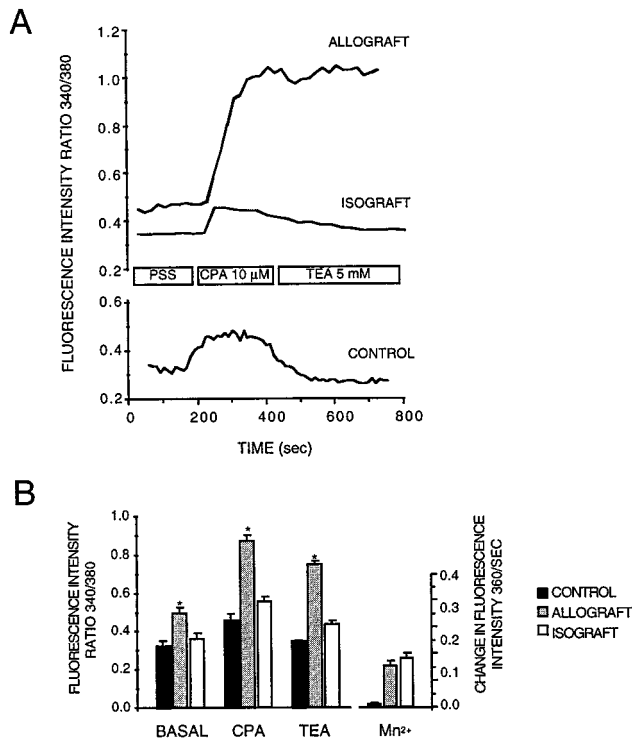 A
FLUORESCENCE INTENSITY RATIO 340/380
1.2
1.0
0.8
0.6
0.4
0.2
ALLOGRAFT
ISOGRAFT
PSS
CPA 10 µM
TEA 5 mM
0.6
0.4
0.2
CONTROL
0
200
400
600
800
TIME (sec)
B
FLUORESCENCE INTENSITY
RATIO 340/380
1.0
0.8
0.6
0.4
0.2
0.0
*
*
*
BASAL
CPA
TEA
Mn2+
0.4
0.3
0.2
0.1
0.0
CHANGE IN FLUORESCENCE
INTENSITY 360/SEC
CONTROL
ALLOGRAFT
ISOGRAFT